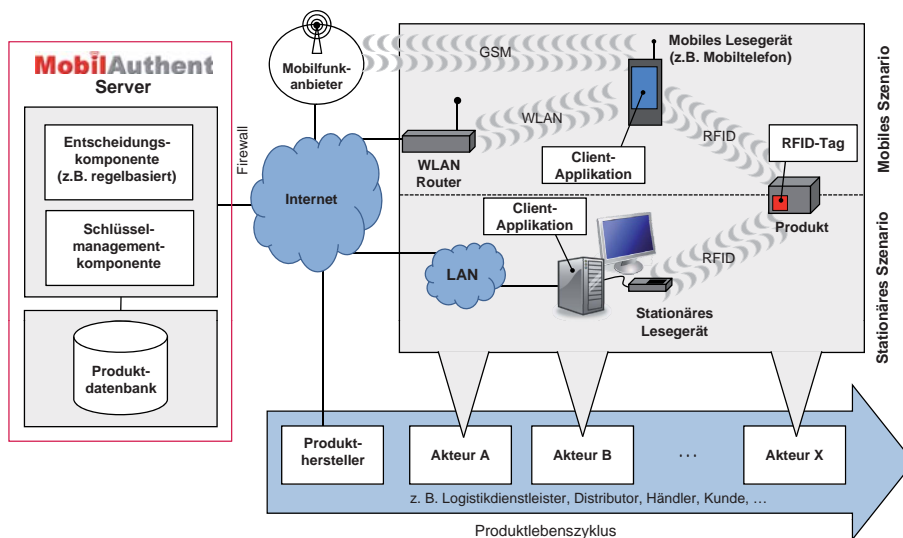 MobilAuthent
Server
Entscheidungs-
komponente
(z.B. regelbasiert)
Schlüssel-
management-
komponente
Produkt-
datenbank
Firewall
Mobilfunk-
anbieter
Internet
GSM
WLAN
WLAN
Router
Mobiles Lesegerät
(z.B. Mobiltelefon)
Client-
Applikation
RFID
RFID-Tag
Produkt
Mobiles Szenario
LAN
Client-
Applikation
RFID
Stationäres
Lesegerät
Stationäres Szenario
Produkt-
hersteller
Akteur A
Akteur B
...
Akteur X
z. B. Logistikdienstleister, Distributor, Händler, Kunde, ...
Produktlebenszyklus